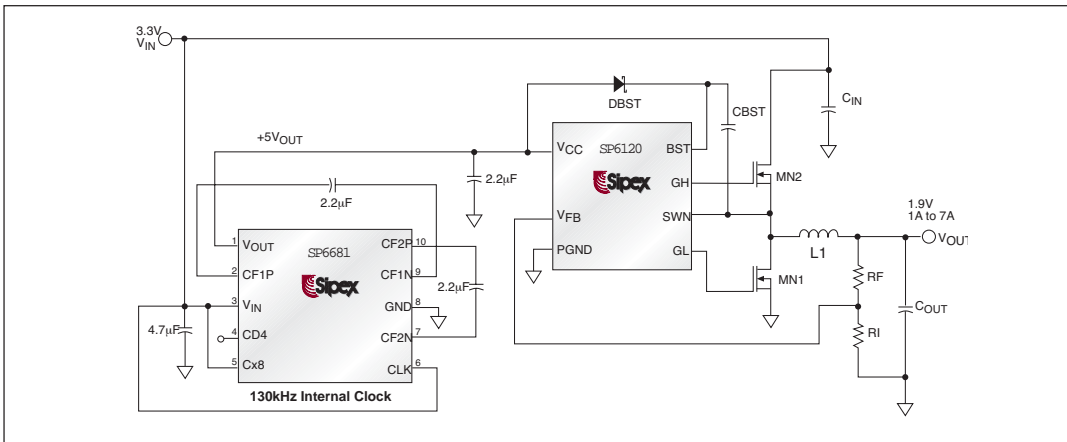 3.3V
VIN
DBST
CBST
CIN
+5VOUT
2.2µF
2.2µF
VCC
SP6120
BST
Sipex
GH
MN2
VFB
SWN
PGND
GL
MN1
1.9V
1A to 7A
VOUT
L1
RF
COUT
RI
1 VOUT
SP6681
CF2P 10
2 CF1P
CF1N 9
Sipex
3 VIN
GND 8
2.2µF
4.7µF
4 CD4
CF2N 7
5 Cx8
CLK 6
130kHz Internal Clock